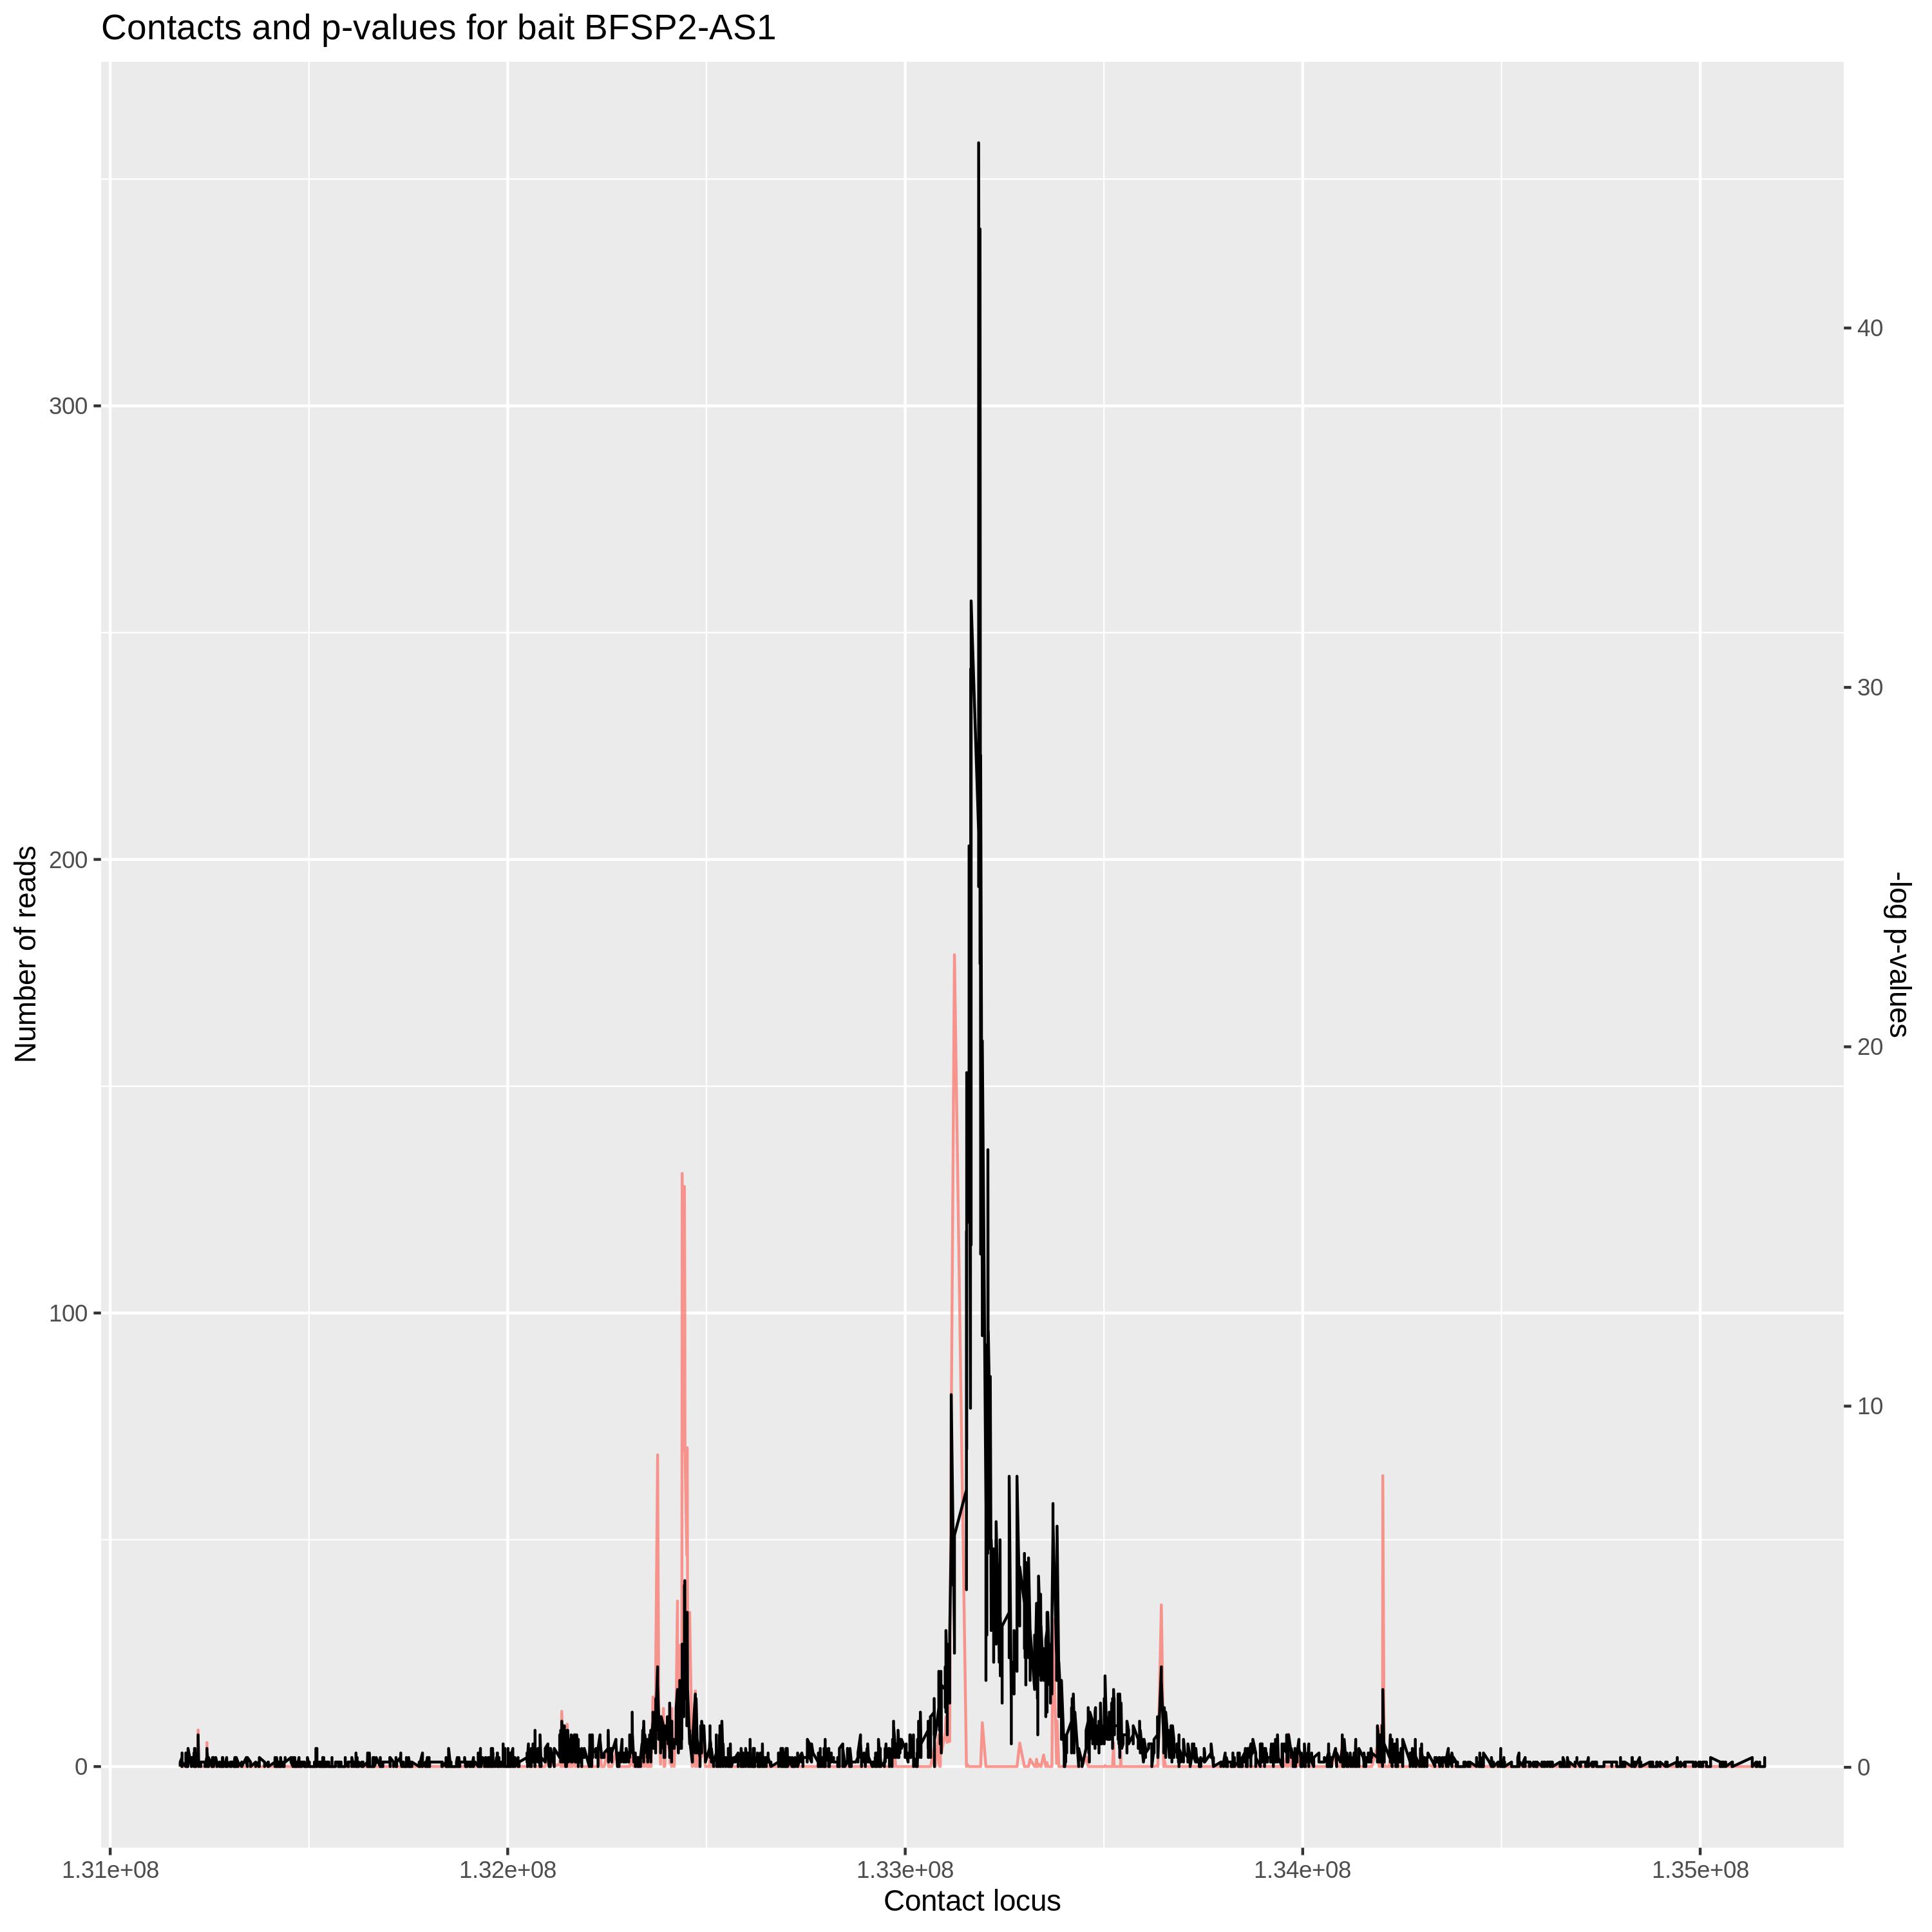 Contacts and p-values for bait BFSP2-AS1
300
200
100
0
Number of reads
40
30
20
10
0
-log p-values
1.31e+08
1.32e+08
1.33e+08
1.34e+08
1.35e+08
Contact locus